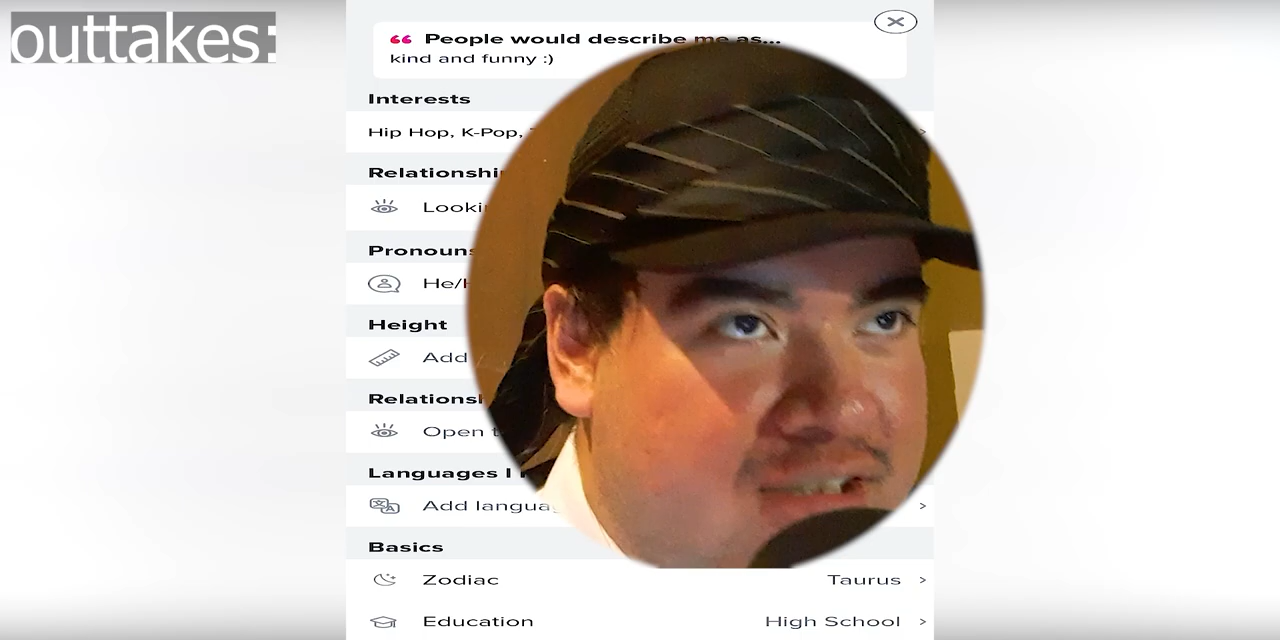 outtakes:
People would describe me as...
kind and funny :)
Interests
Hip Hop, K-Pop,
Relationshi
Looki
Pronouns
He/H
Height
Add
Relations
Open t
Languages I
Add langua
Basics
Zodiac Taurus
Education High School